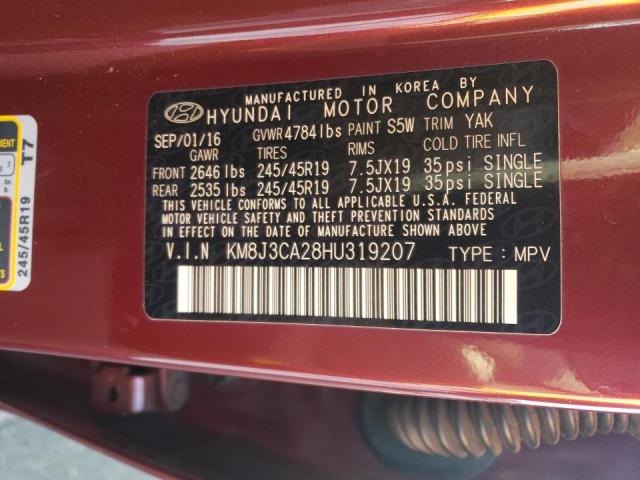 MANUFACTURED IN KOREA BY
HYUNDAI MOTOR COMPANY
SEP/01/16 GVWR 4784lbs PAINT S5W TRIM YAK
GAWR TIRES RIMS COLD TIRE INFL
FRONT 2646 lbs 245/45R19 7.5JX19 35psi SINGLE
REAR 2535 lbs 245/45R19 7.5JX19 35psi SINGLE
THIS VEHICLE CONFORMS TO ALL APPLICABLE U.S.A. FEDERAL
MOTOR VEHICLE SAFETY, BUMPER, AND THEFT PREVENTION STANDARDS
IN EFFECT ON THE DATE OF MANUFACTURE SHOWN ABOVE.
V.I.N KM8J3CA28HU319207 TYPE : MPV
T7
245/45R19